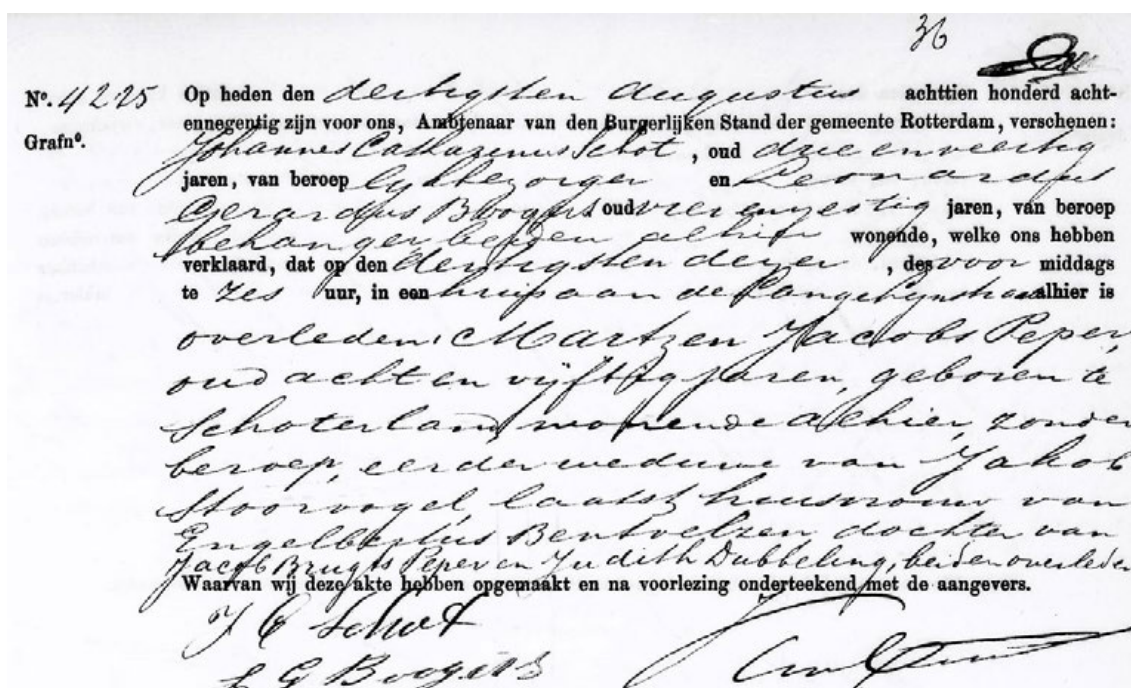 36
Nº. 4225 Op heden den dertigsten Augustus achttien honderd acht-
ennegentig zijn voor ons, Ambtenaar van den Burgerlijken Stand der gemeente Rotterdam, verschenen:
Grafnº. Johannes Catharinus Schot, oud drie en veertig
jaren, van beroep lijkbezorger en Leonardus
Gerardus Boogers oud vier en zestig jaren, van beroep
behanger beiden alhier wonende, welke ons hebben
verklaard, dat op den dertigsten dezer, des voor middags
te zes uur, in een huis aan de Lange Lijnstraat alhier is
overleden: Martzen Jacobs Peper,
oud acht en vijftig jaren, geboren te
Schoterland, wonende alhier, zonder
beroep, eerder weduwe van Jakob
Stoorvogel, laatst huisvrouw van
Engelbertus Bentvelzen, dochter van
Jacob Brugts Peper en Judith Dubbeling, beiden overleden
Waarvan wij deze akte hebben opgemaakt en na voorlezing onderteekend met de aangevers.
J C Schot
L G Boogers